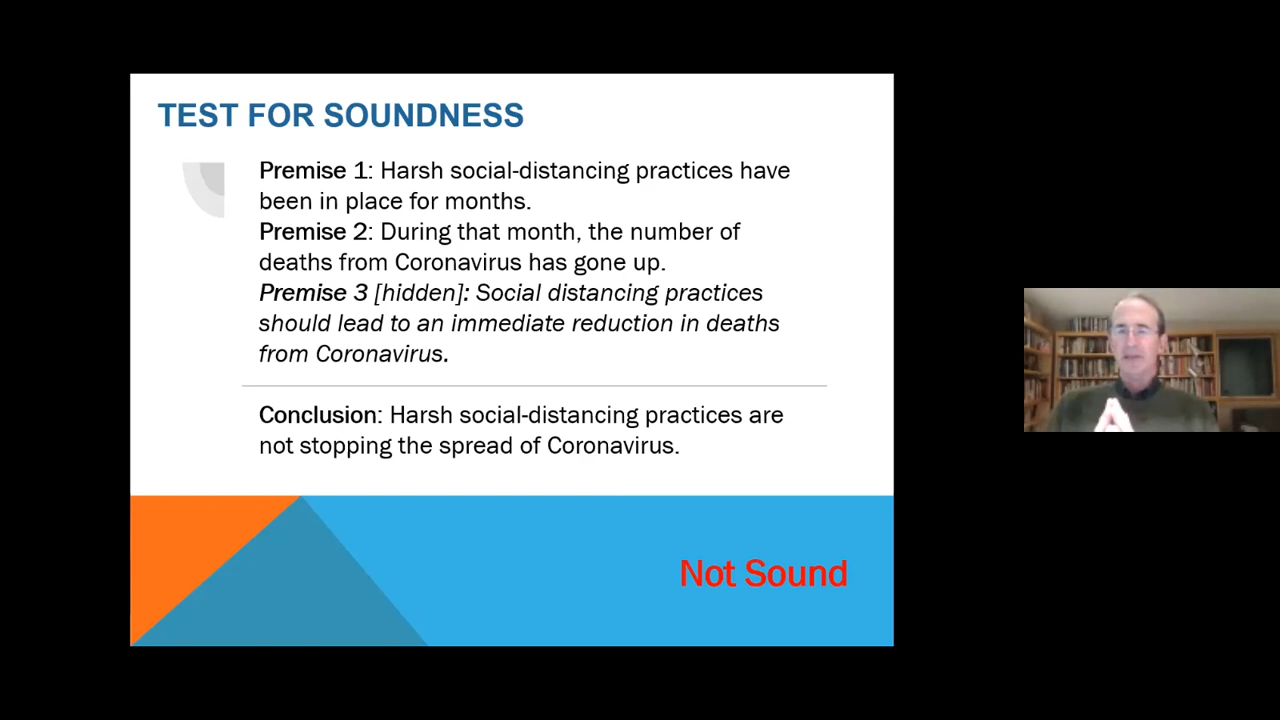 TEST FOR SOUNDNESS
Premise 1: Harsh social-distancing practices have
been in place for months.
Premise 2: During that month, the number of
deaths from Coronavirus has gone up.
Premise 3 [hidden]: Social distancing practices
should lead to an immediate reduction in deaths
from Coronavirus.
Conclusion: Harsh social-distancing practices are
not stopping the spread of Coronavirus.
Not Sound